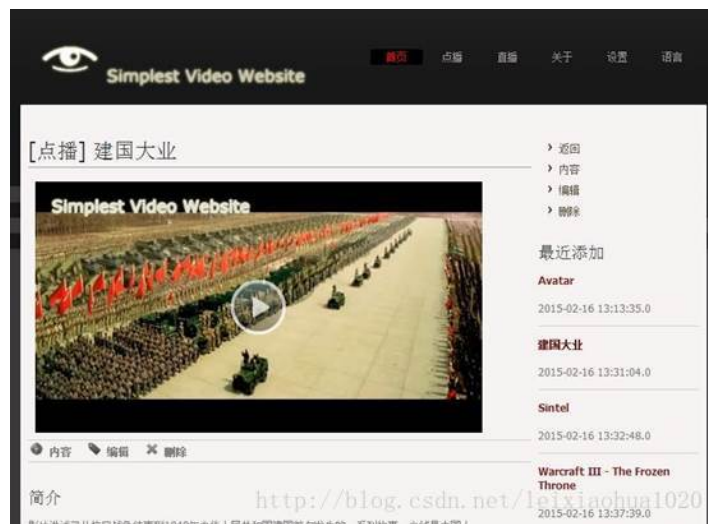 Simplest Video Website
首页 点播 直播 关于 设置 语言
[点播] 建国大业
Simplest Video Website
内容 编辑 删除
简介
返回
内容
编辑
删除
最近添加
Avatar
2015-02-16 13:13:35.0
建国大业
2015-02-16 13:31:04.0
Sintel
2015-02-16 13:32:48.0
Warcraft III - The Frozen
Throne
2015-02-16 13:37:39.0
http://blog.csdn.net/leixiaohua1020